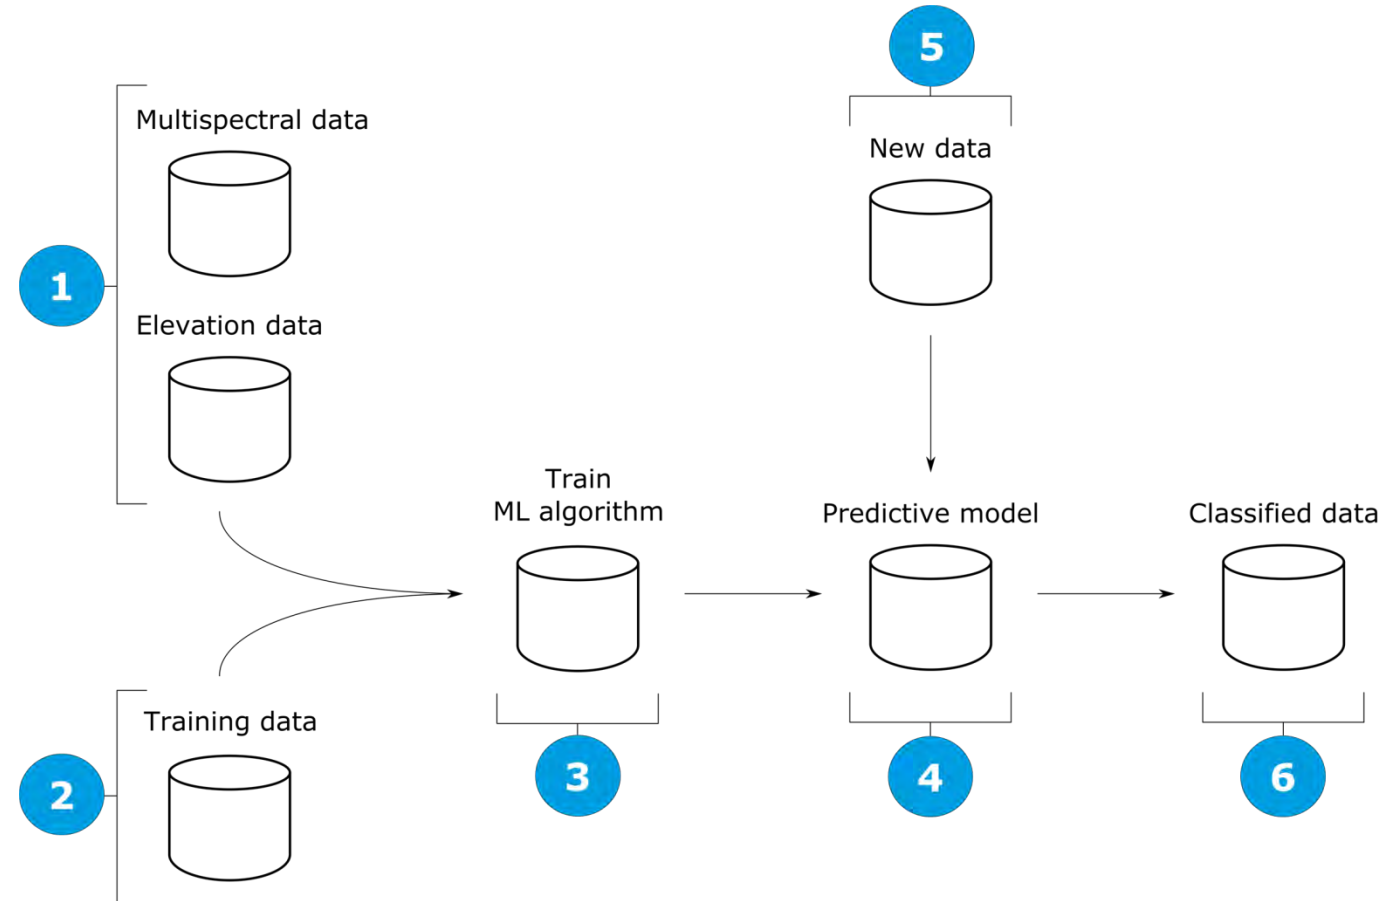 5
Multispectral data
New data
1
Elevation data
Train
ML algorithm
Predictive model
Classified data
Training data
2
3
4
6